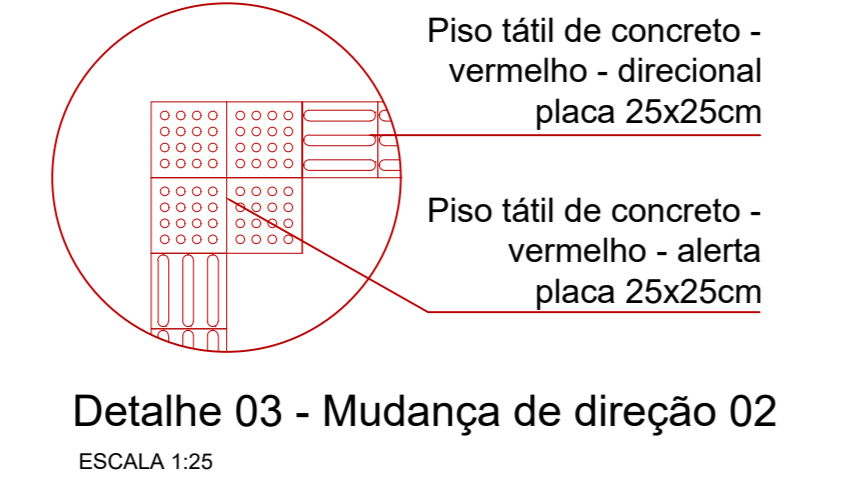 Piso tátil de concreto -
vermelho - direcional
placa 25x25cm
Piso tátil de concreto -
vermelho - alerta
placa 25x25cm
Detalhe 03 - Mudança de direção 02
ESCALA 1:25